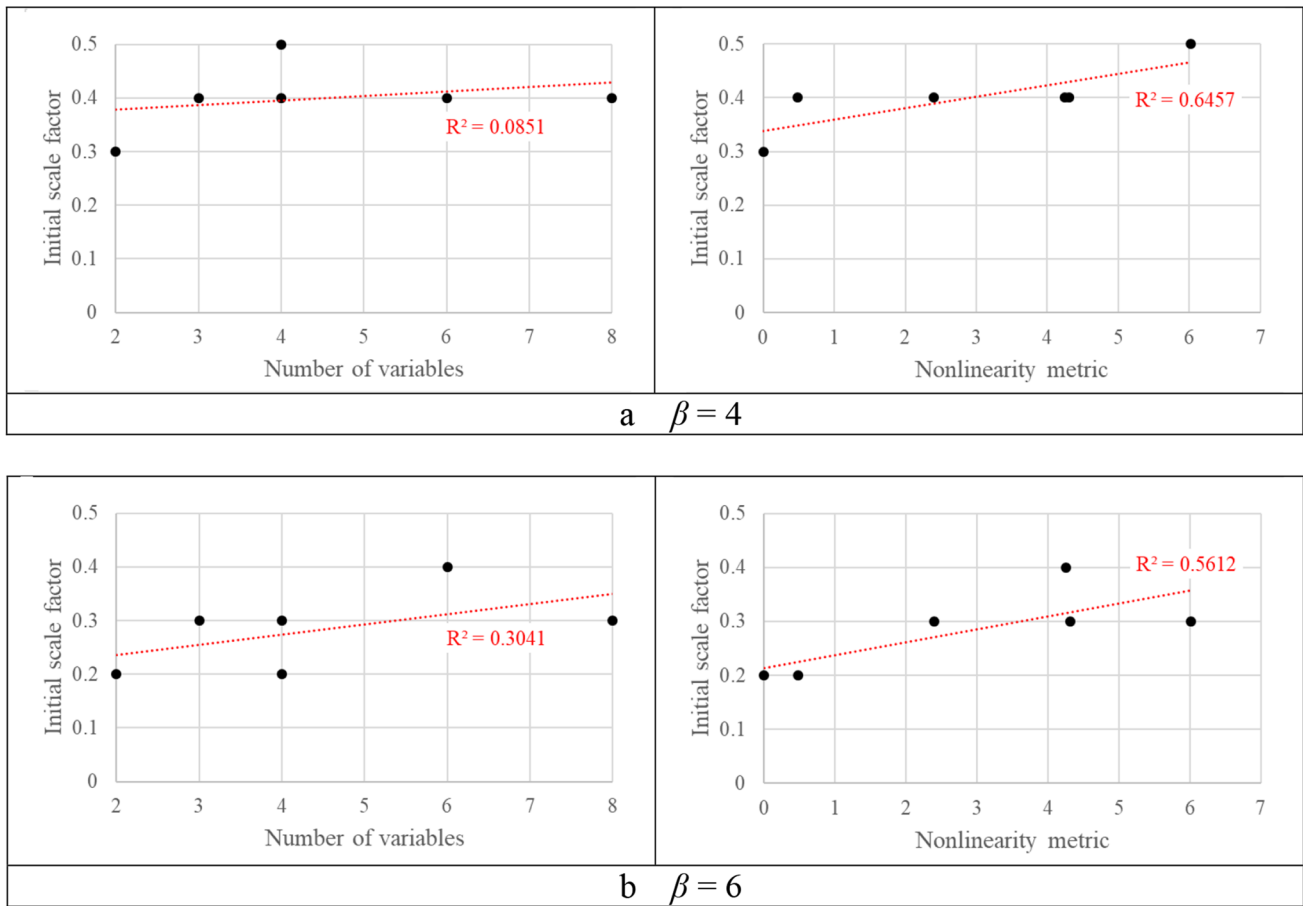 0.5
0.4
0.3
0.2
0.1
0
Initial scale factor
R² = 0.0851
2 3 4 5 6 7 8
Number of variables
0.5
0.4
0.3
0.2
0.1
0
Initial scale factor
R² = 0.6457
0 1 2 3 4 5 6 7
Nonlinearity metric
a β = 4
0.5
0.4
0.3
0.2
0.1
0
Initial scale factor
R² = 0.3041
2 3 4 5 6 7 8
Number of variables
0.5
0.4
0.3
0.2
0.1
0
Initial scale factor
R² = 0.5612
0 1 2 3 4 5 6 7
Nonlinearity metric
b β = 6